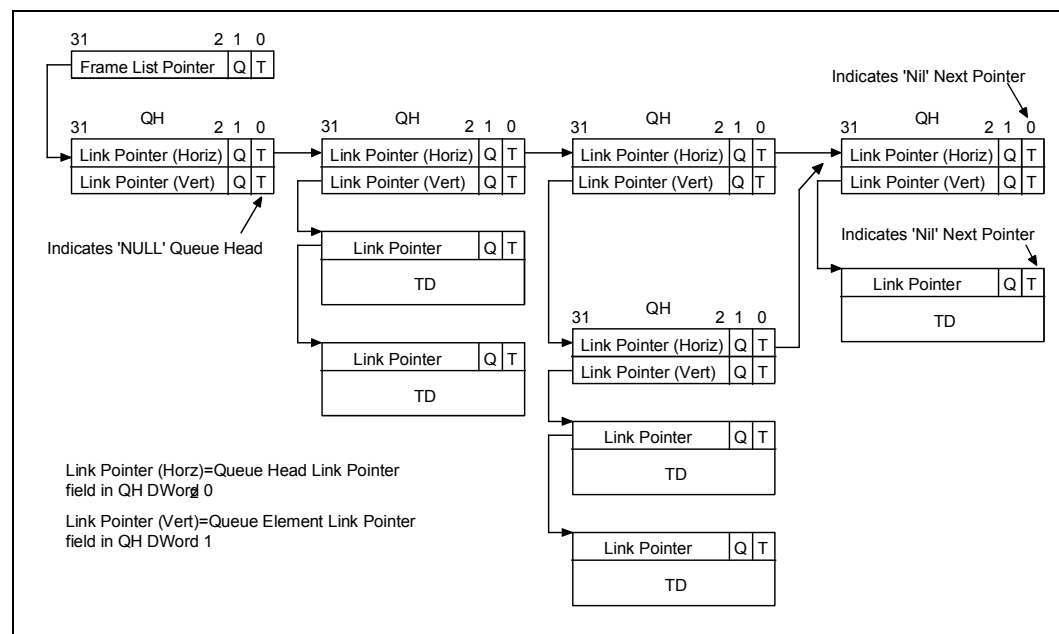 31 2 1 0
Frame List Pointer Q T
Indicates 'Nil' Next Pointer
QH QH QH QH
31 2 1 0 31 2 1 0 31 2 1 0 31 2 1 0
Link Pointer (Horiz) Q T Link Pointer (Horiz) Q T Link Pointer (Horiz) Q T Link Pointer (Horiz) Q T
Link Pointer (Vert) Q T Link Pointer (Vert) Q T Link Pointer (Vert) Q T Link Pointer (Vert) Q T
Indicates 'NULL' Queue Head
Link Pointer Q T
TD
Indicates 'Nil' Next Pointer
Link Pointer Q T
TD
QH
31 2 1 0
Link Pointer (Horiz) Q T
Link Pointer (Vert) Q T
Link Pointer Q T
TD
Link Pointer Q T
TD
Link Pointer Q T
TD
Link Pointer (Horz)=Queue Head Link Pointer
field in QH DWord 0
Link Pointer (Vert)=Queue Element Link Pointer
field in QH DWord 1